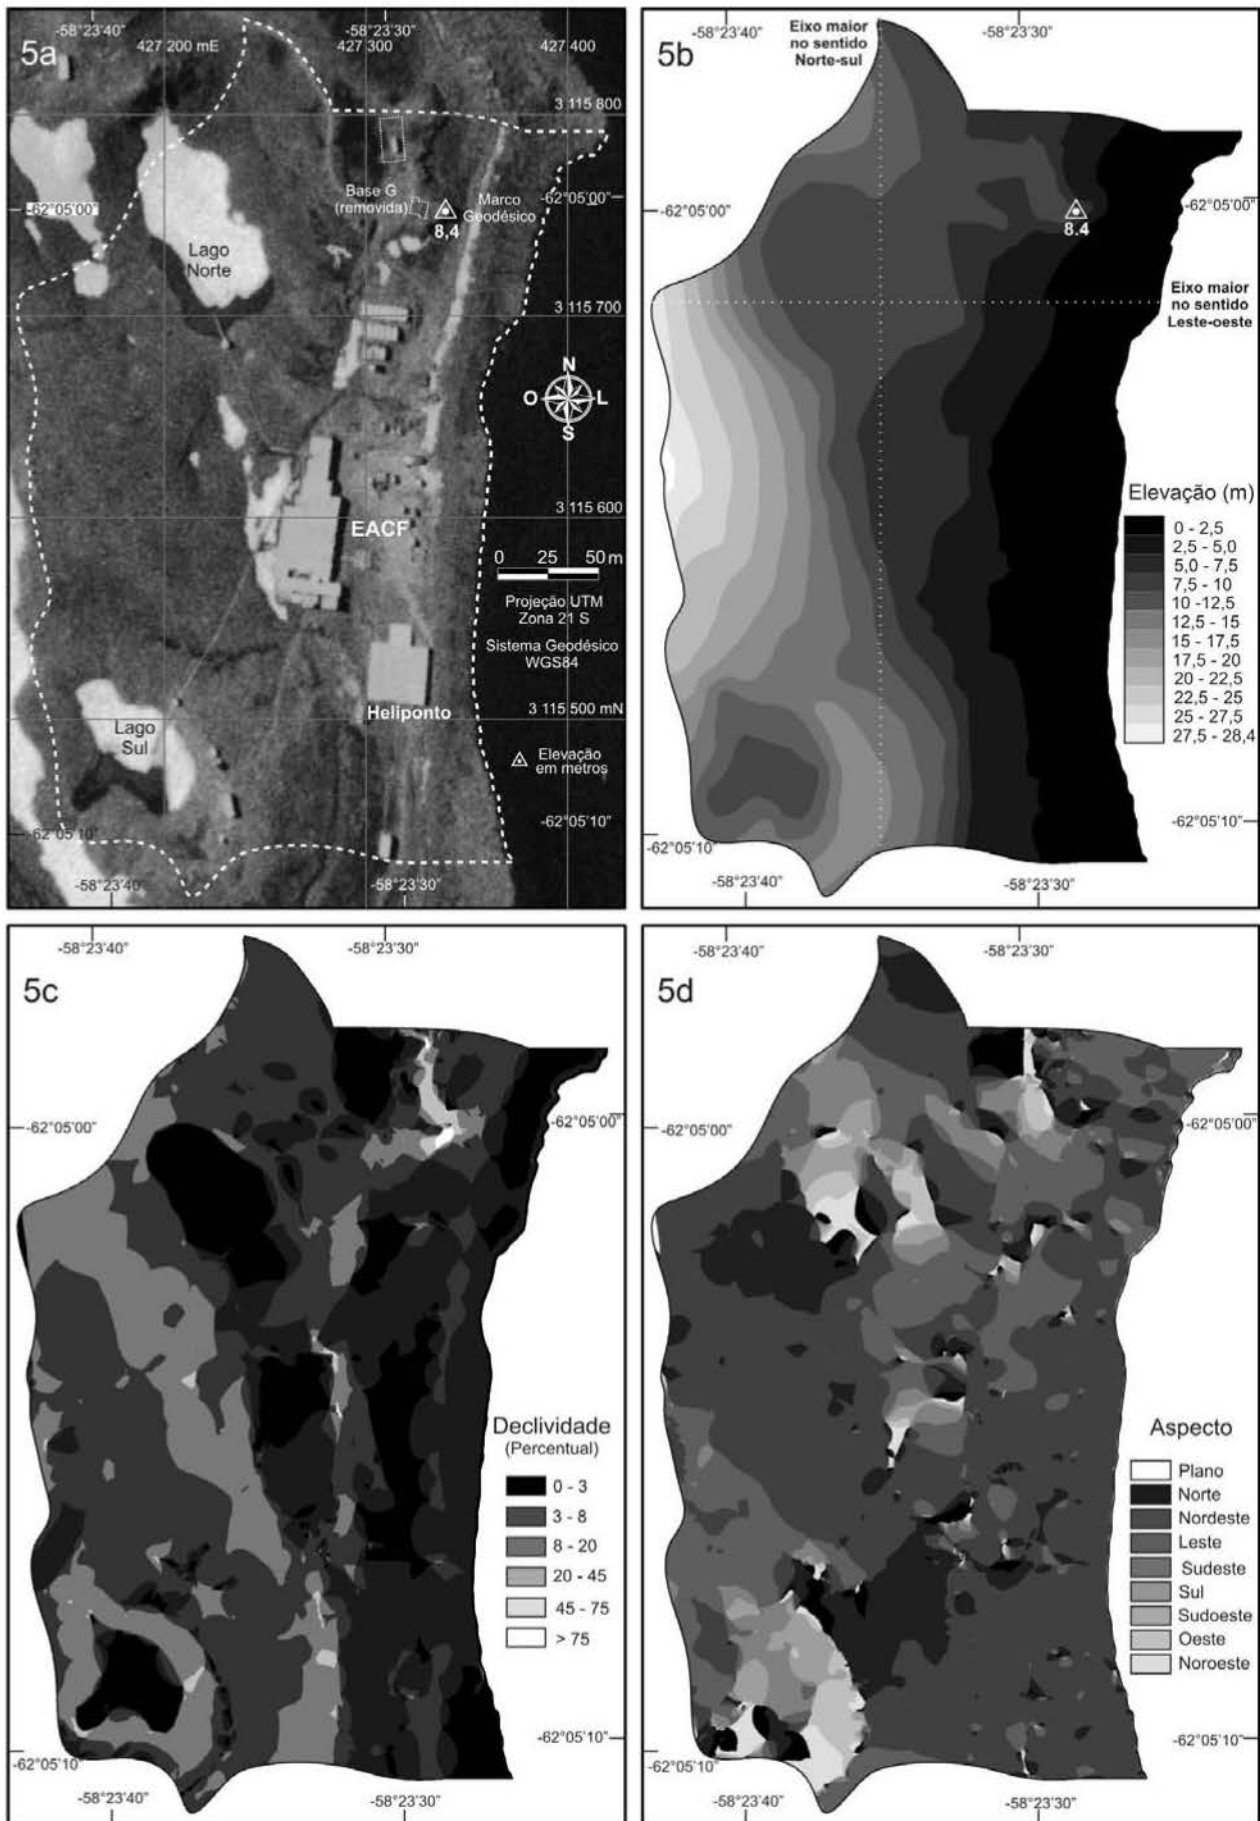 5a
-58°23'40"
-58°23'30"
427 200 mE
427 300
427 400
3 115 800
Base G
(removida)
Marco
Geodésico
8,4
-62°05'00"
-62°05'00"
Lago
Norte
3 115 700
N
O
L
S
EACF
3 115 600
0 25 50 m
Projeção UTM
Zona 21 S
Sistema Geodésico
WGS84
Heliponto
3 115 500 mN
Lago
Sul
Elevação
em metros
-62°05'10"
-62°05'10"
-58°23'40"
-58°23'30"
5b
-58°23'40"
Eixo maior
no sentido
Norte-sul
-58°23'30"
-62°05'00"
8.4
-62°05'00"
Eixo maior
no sentido
Leste-oeste
Elevação (m)
0 - 2,5
2,5 - 5,0
5,0 - 7,5
7,5 - 10
10 -12,5
12,5 - 15
15 - 17,5
17,5 - 20
20 - 22,5
22,5 - 25
25 - 27,5
27,5 - 28,4
-62°05'10"
-62°05'10"
-58°23'40"
-58°23'30"
5c
-58°23'40"
-58°23'30"
-62°05'00"
-62°05'00"
Declividade
(Percentual)
0 - 3
3 - 8
8 - 20
20 - 45
45 - 75
> 75
-62°05'10"
-62°05'10"
-58°23'40"
-58°23'30"
5d
-58°23'40"
-58°23'30"
-62°05'00"
-62°05'00"
Aspecto
Plano
Norte
Nordeste
Leste
Sudeste
Sul
Sudoeste
Oeste
Noroeste
-62°05'10"
-62°05'10"
-58°23'40"
-58°23'30"